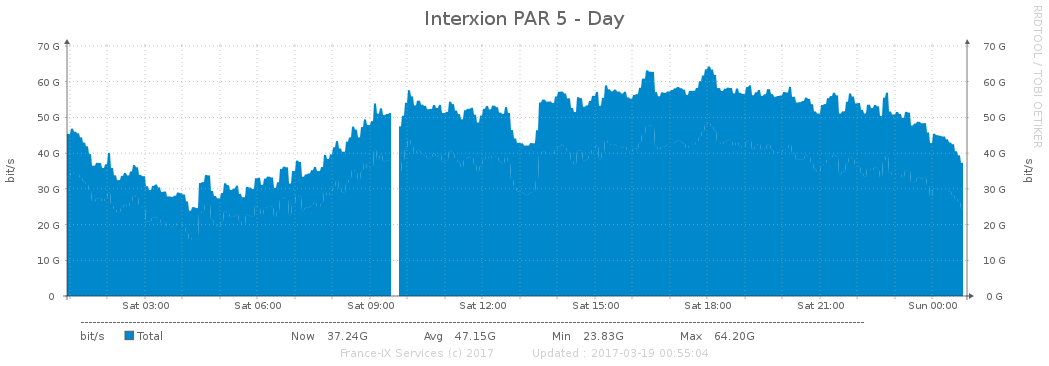 Interxion PAR 5 - Day
RRDTOOL / TOBI OETIKER
70 G 70 G
60 G 60 G
50 G 50 G
40 G 40 G
30 G 30 G
20 G 20 G
10 G 10 G
0 0 G
bit/s bit/s
Sat 03:00 Sat 06:00 Sat 09:00 Sat 12:00 Sat 15:00 Sat 18:00 Sat 21:00 Sun 00:00
bit/s Total Now 37.24G Avg 47.15G Min 23.83G Max 64.20G
France-IX Services (c) 2017 Updated : 2017-03-19 00:55:04